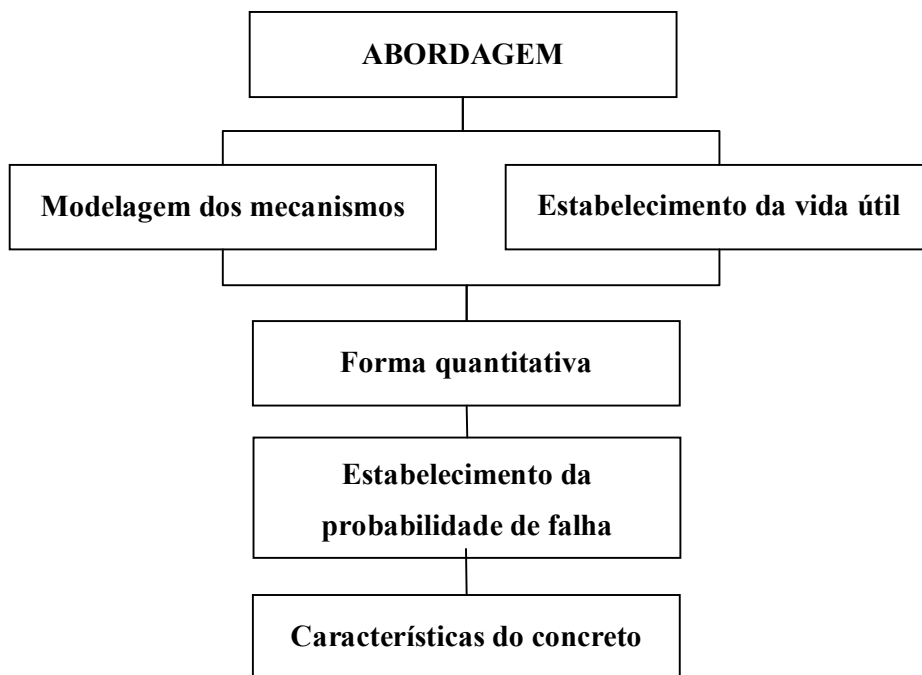 ABORDAGEM
Modelagem dos mecanismos
Estabelecimento da vida útil
Forma quantitativa
Estabelecimento da
probabilidade de falha
Características do concreto